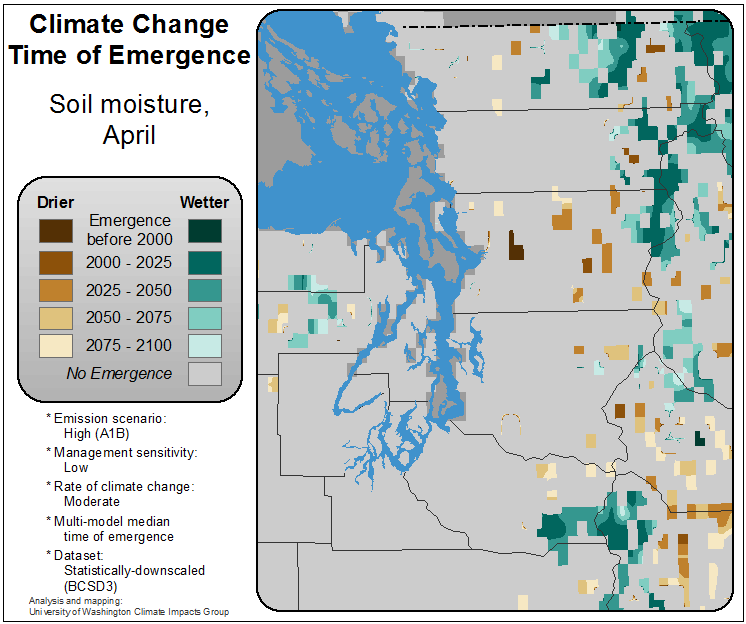 Climate Change
Time of Emergence
Soil moisture,
April
Drier
Wetter
Emergence
before 2000
2000 - 2025
2025 - 2050
2050 - 2075
2075 - 2100
No Emergence
* Emission scenario:
High (A1B)
* Management sensitivity:
Low
* Rate of climate change:
Moderate
* Multi-model median
time of emergence
* Dataset:
Statistically-downscaled
(BCSD3)
Analysis and mapping:
University of Washington Climate Impacts Group